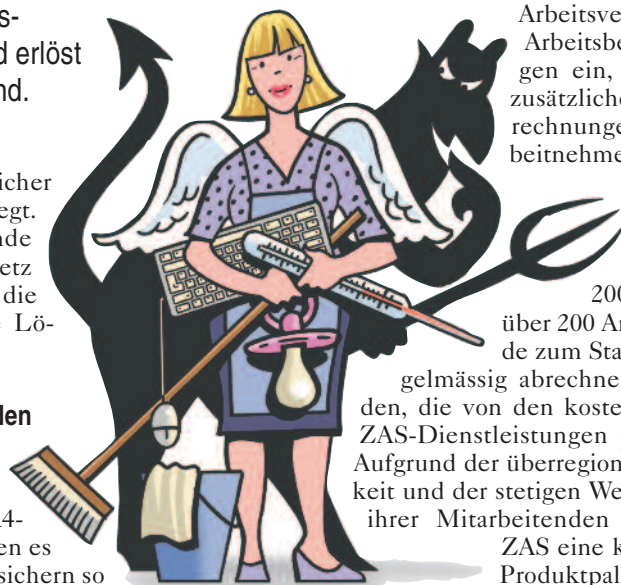 s-
d erlöst
nd.
icher
egt.
nde
etz
die
e Lö-
den
4-
en es
sichern so
Arbeitsve
Arbeitsbe
gen ein,
zusätzliche
rechnunge
beitnehme
200
über 200 Ar
de zum Sta
gelmässig abrechne
den, die von den koste
ZAS-Dienstleistungen
Aufgrund der überregion
keit und der stetigen We
ihrer Mitarbeitenden
ZAS eine k
Produktpal